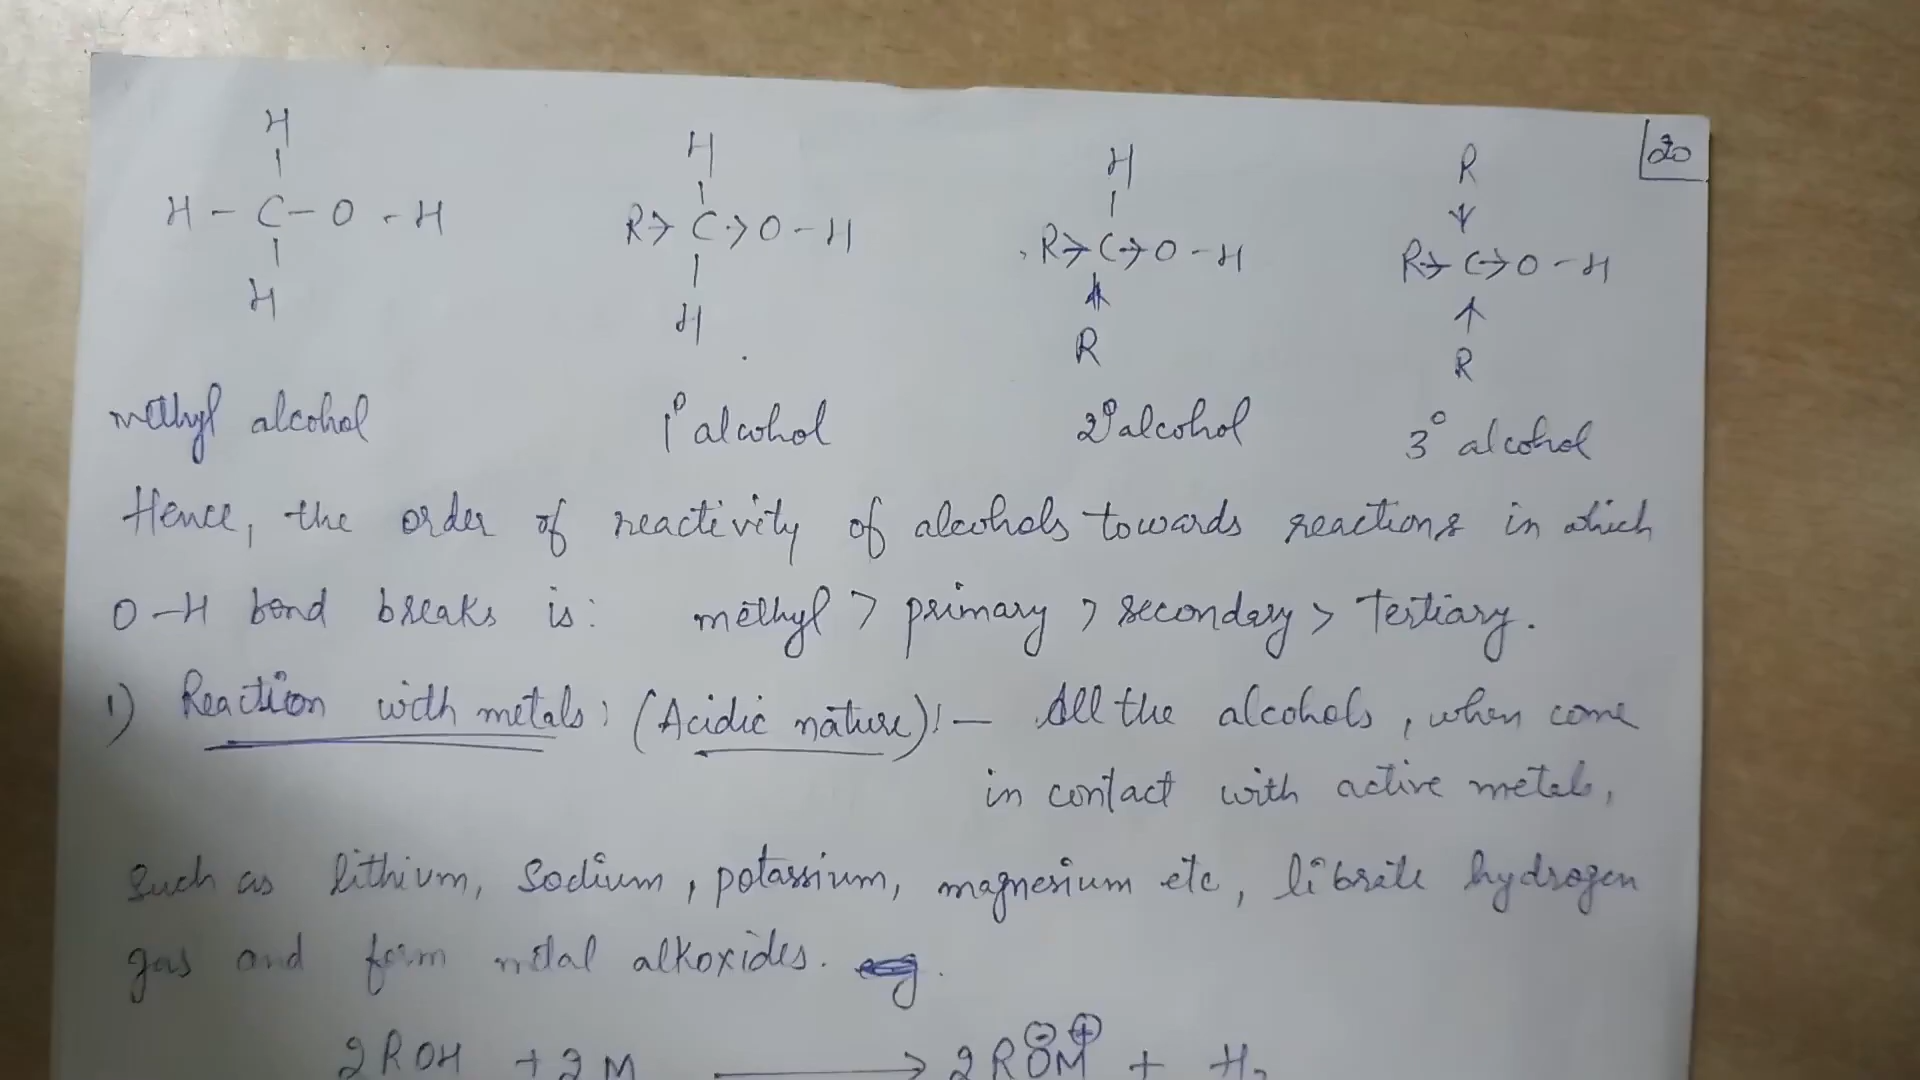 20
H H H R
H - C - O - H R → C → O - H R → C → O - H R → C → O - H
H H R R
methyl alcohol 1° alcohol 2° alcohol 3° alcohol
Hence, the order of reactivity of alcohols towards reactions in which
O-H bond breaks is: methyl > primary > secondary > Tertiary.
1) Reaction with metals: (Acidic nature):- All the alcohols, when come
in contact with active metals,
such as lithium, sodium, potassium, magnesium etc, librate hydrogen
gas and form metal alkoxides. eg.
2ROH + 2M ⟶ 2RO⊖M⊕ + H2